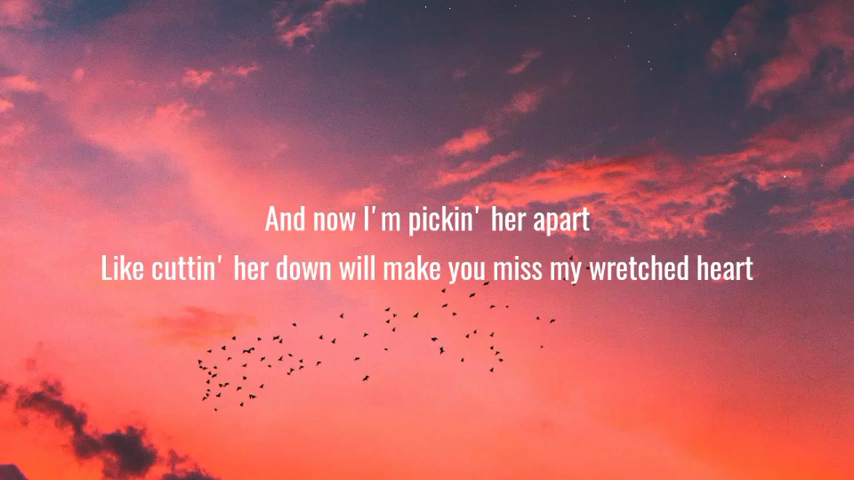 And now I'm pickin' her apart
Like cuttin' her down will make you miss my wretched heart